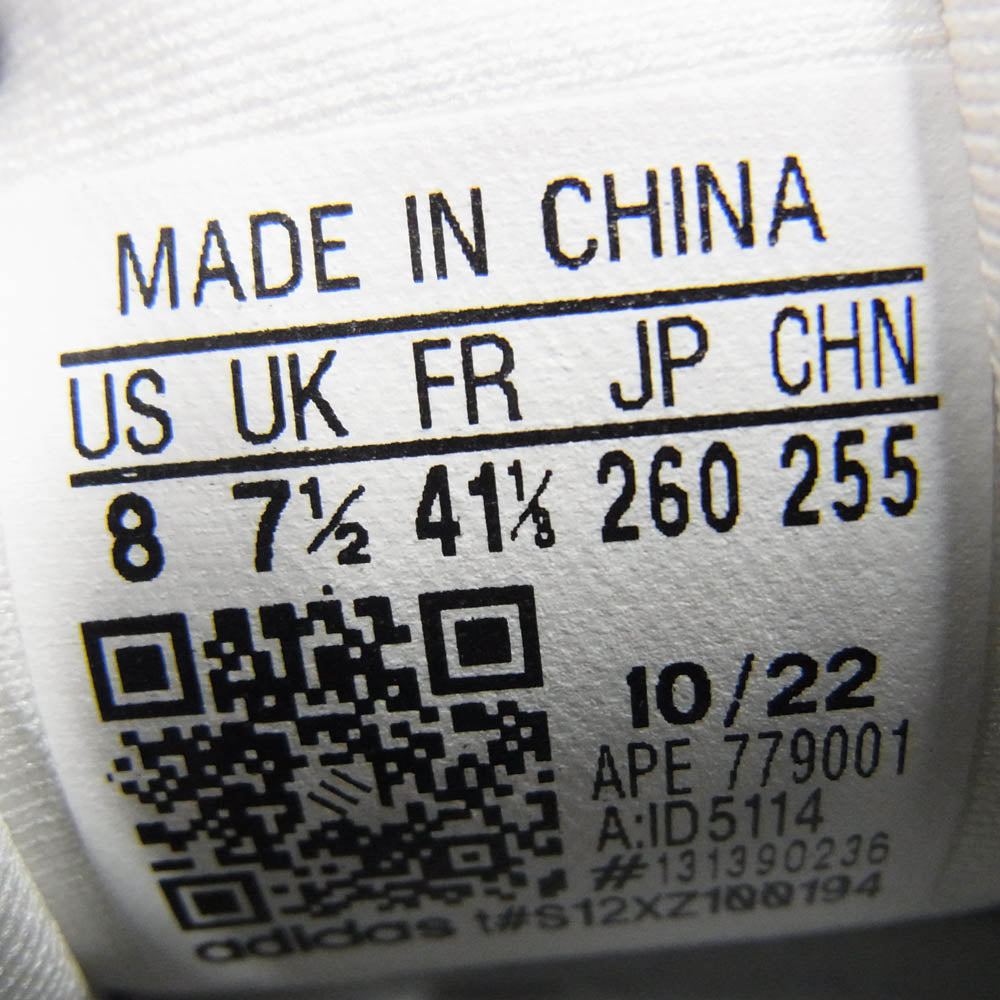 MADE IN CHINA
US UK FR JP CHN
8 7½ 41⅓ 260 255
10/22
APE 779001
A:ID5114
#131390236
adidas t#S12XZ100194